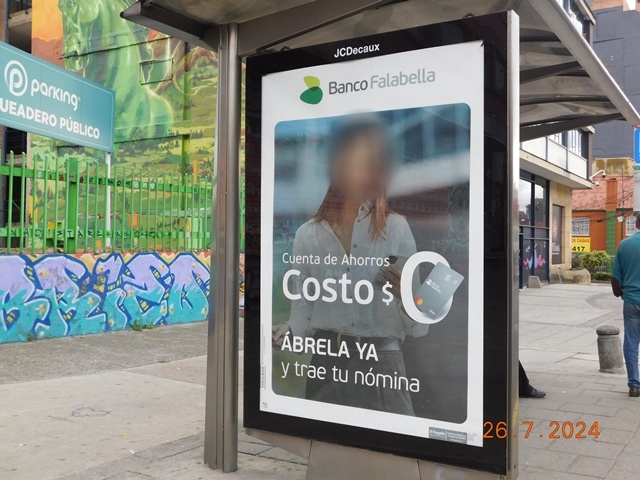 JCDecaux
Banco Falabella
parking
UEADERO PÚBLICO
Cuenta de Ahorros
Costo $0
ÁBRELA YA
y trae tu nómina
417
26.7.2024